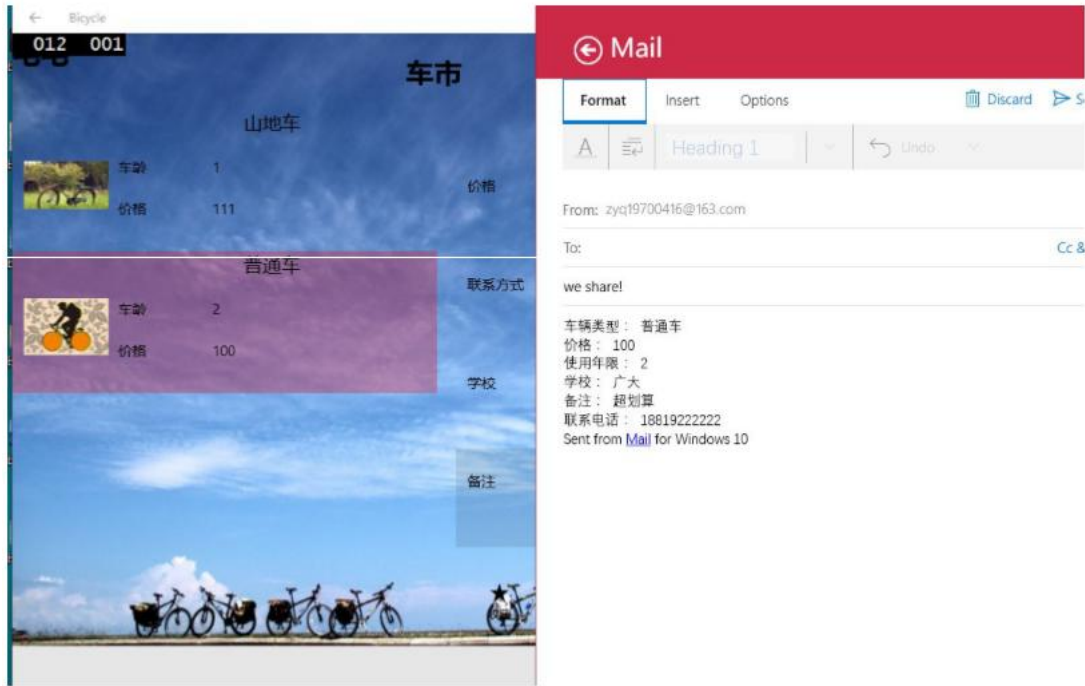 Bicycle
012 001
车市
山地车
车龄 1
价格 111
价格
普通车
车龄 2
价格 100
联系方式
学校
备注
Mail
Format Insert Options Discard
Heading 1 Undo
From: zyq19700416@163.com
To: Cc &
we share!
车辆类型： 普通车
价格： 100
使用年限： 2
学校： 广大
备注： 超划算
联系电话： 18819222222
Sent from Mail for Windows 10